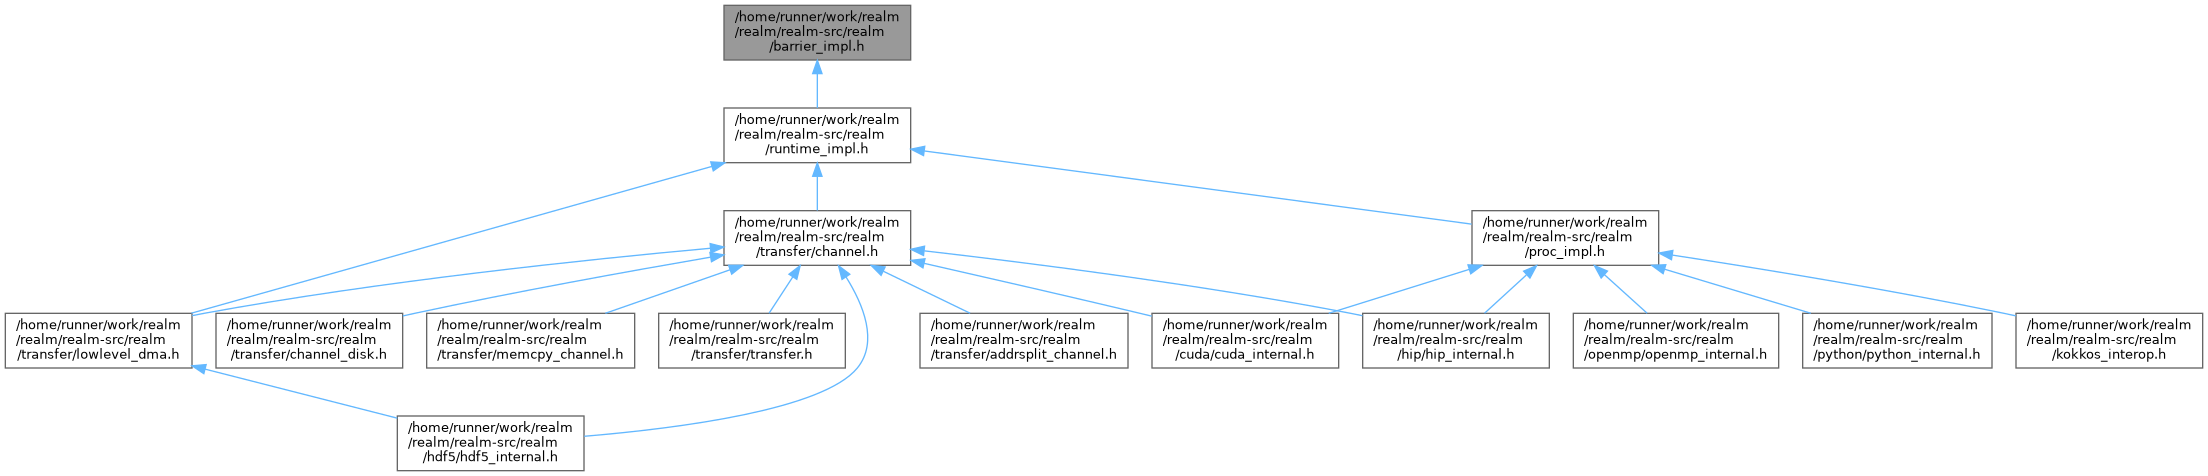 /home/runner/work/realm
/realm/realm-src/realm
/barrier_impl.h
/home/runner/work/realm
/realm/realm-src/realm
/runtime_impl.h
/home/runner/work/realm
/realm/realm-src/realm
/transfer/channel.h
/home/runner/work/realm
/realm/realm-src/realm
/proc_impl.h
/home/runner/work/realm
/realm/realm-src/realm
/transfer/lowlevel_dma.h
/home/runner/work/realm
/realm/realm-src/realm
/transfer/channel_disk.h
/home/runner/work/realm
/realm/realm-src/realm
/transfer/memcpy_channel.h
/home/runner/work/realm
/realm/realm-src/realm
/transfer/transfer.h
/home/runner/work/realm
/realm/realm-src/realm
/transfer/addrsplit_channel.h
/home/runner/work/realm
/realm/realm-src/realm
/cuda/cuda_internal.h
/home/runner/work/realm
/realm/realm-src/realm
/hip/hip_internal.h
/home/runner/work/realm
/realm/realm-src/realm
/openmp/openmp_internal.h
/home/runner/work/realm
/realm/realm-src/realm
/python/python_internal.h
/home/runner/work/realm
/realm/realm-src/realm
/kokkos_interop.h
/home/runner/work/realm
/realm/realm-src/realm
/hdf5/hdf5_internal.h